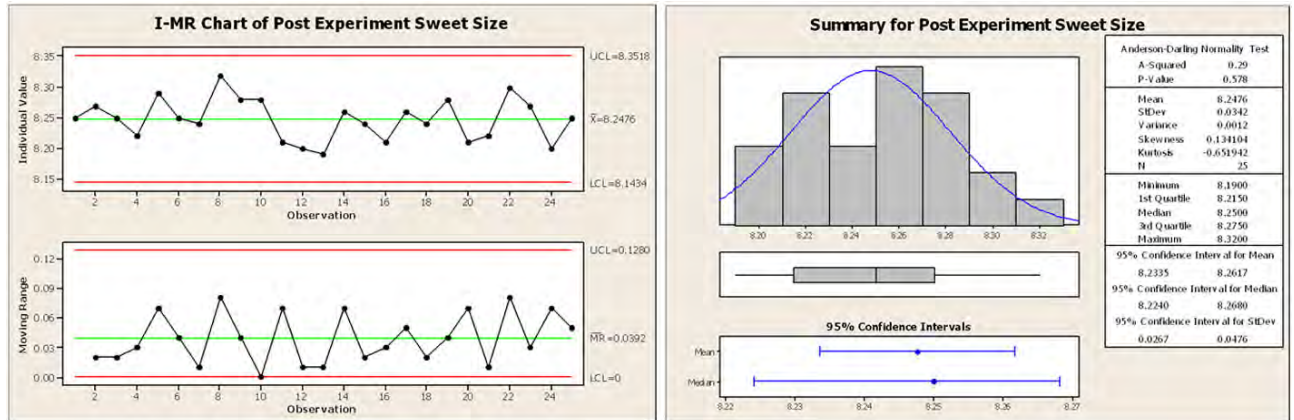 I-MR Chart of Post Experiment Sweet Size
Individual Value
8.35
8.30
8.25
8.20
8.15
UCL=8.3518
X̅=8.2476
LCL=8.1434
2 4 6 8 10 12 14 16 18 20 22 24
Observation
Moving Range
0.12
0.09
0.06
0.03
0.00
UCL=0.1280
M̅R̅=0.0392
LCL=0
2 4 6 8 10 12 14 16 18 20 22 24
Observation
Summary for Post Experiment Sweet Size
8.20 8.22 8.24 8.26 8.28 8.30 8.32
95% Confidence Intervals
Mean
Median
8.22 8.23 8.24 8.25 8.26 8.27
Anderson-Darling Normality Test
A-Squared 0.29
P-Value 0.578
Mean 8.2476
StDev 0.0342
Variance 0.0012
Skewness 0.134104
Kurtosis -0.651942
N 25
Minimum 8.1900
1st Quartile 8.2150
Median 8.2500
3rd Quartile 8.2750
Maximum 8.3200
95% Confidence Interval for Mean
8.2335 8.2617
95% Confidence Interval for Median
8.2240 8.2680
95% Confidence Interval for StDev
0.0267 0.0476